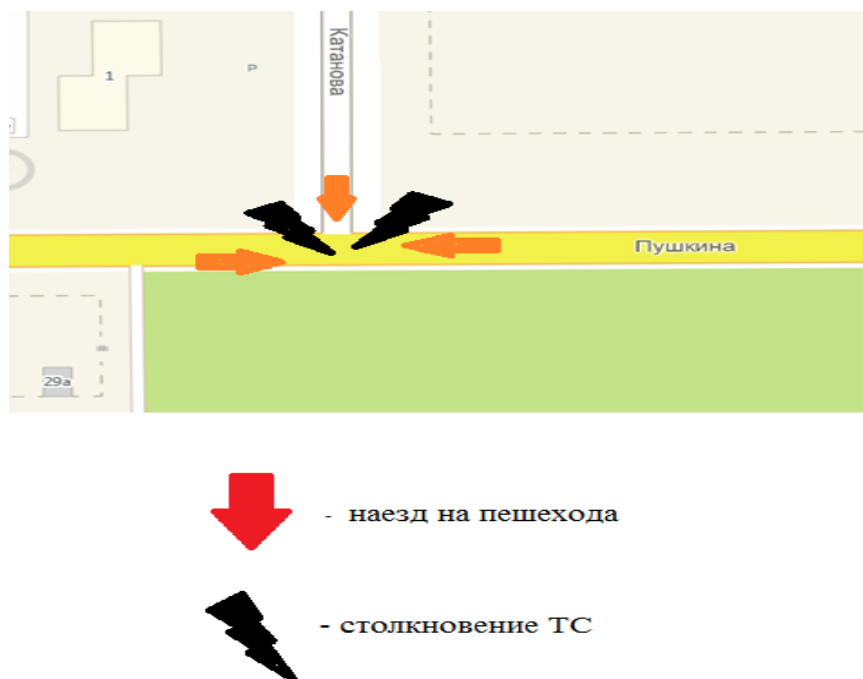 Катанова
1
Р
Пушкина
29а
- наезд на пешехода
- столкновение ТС